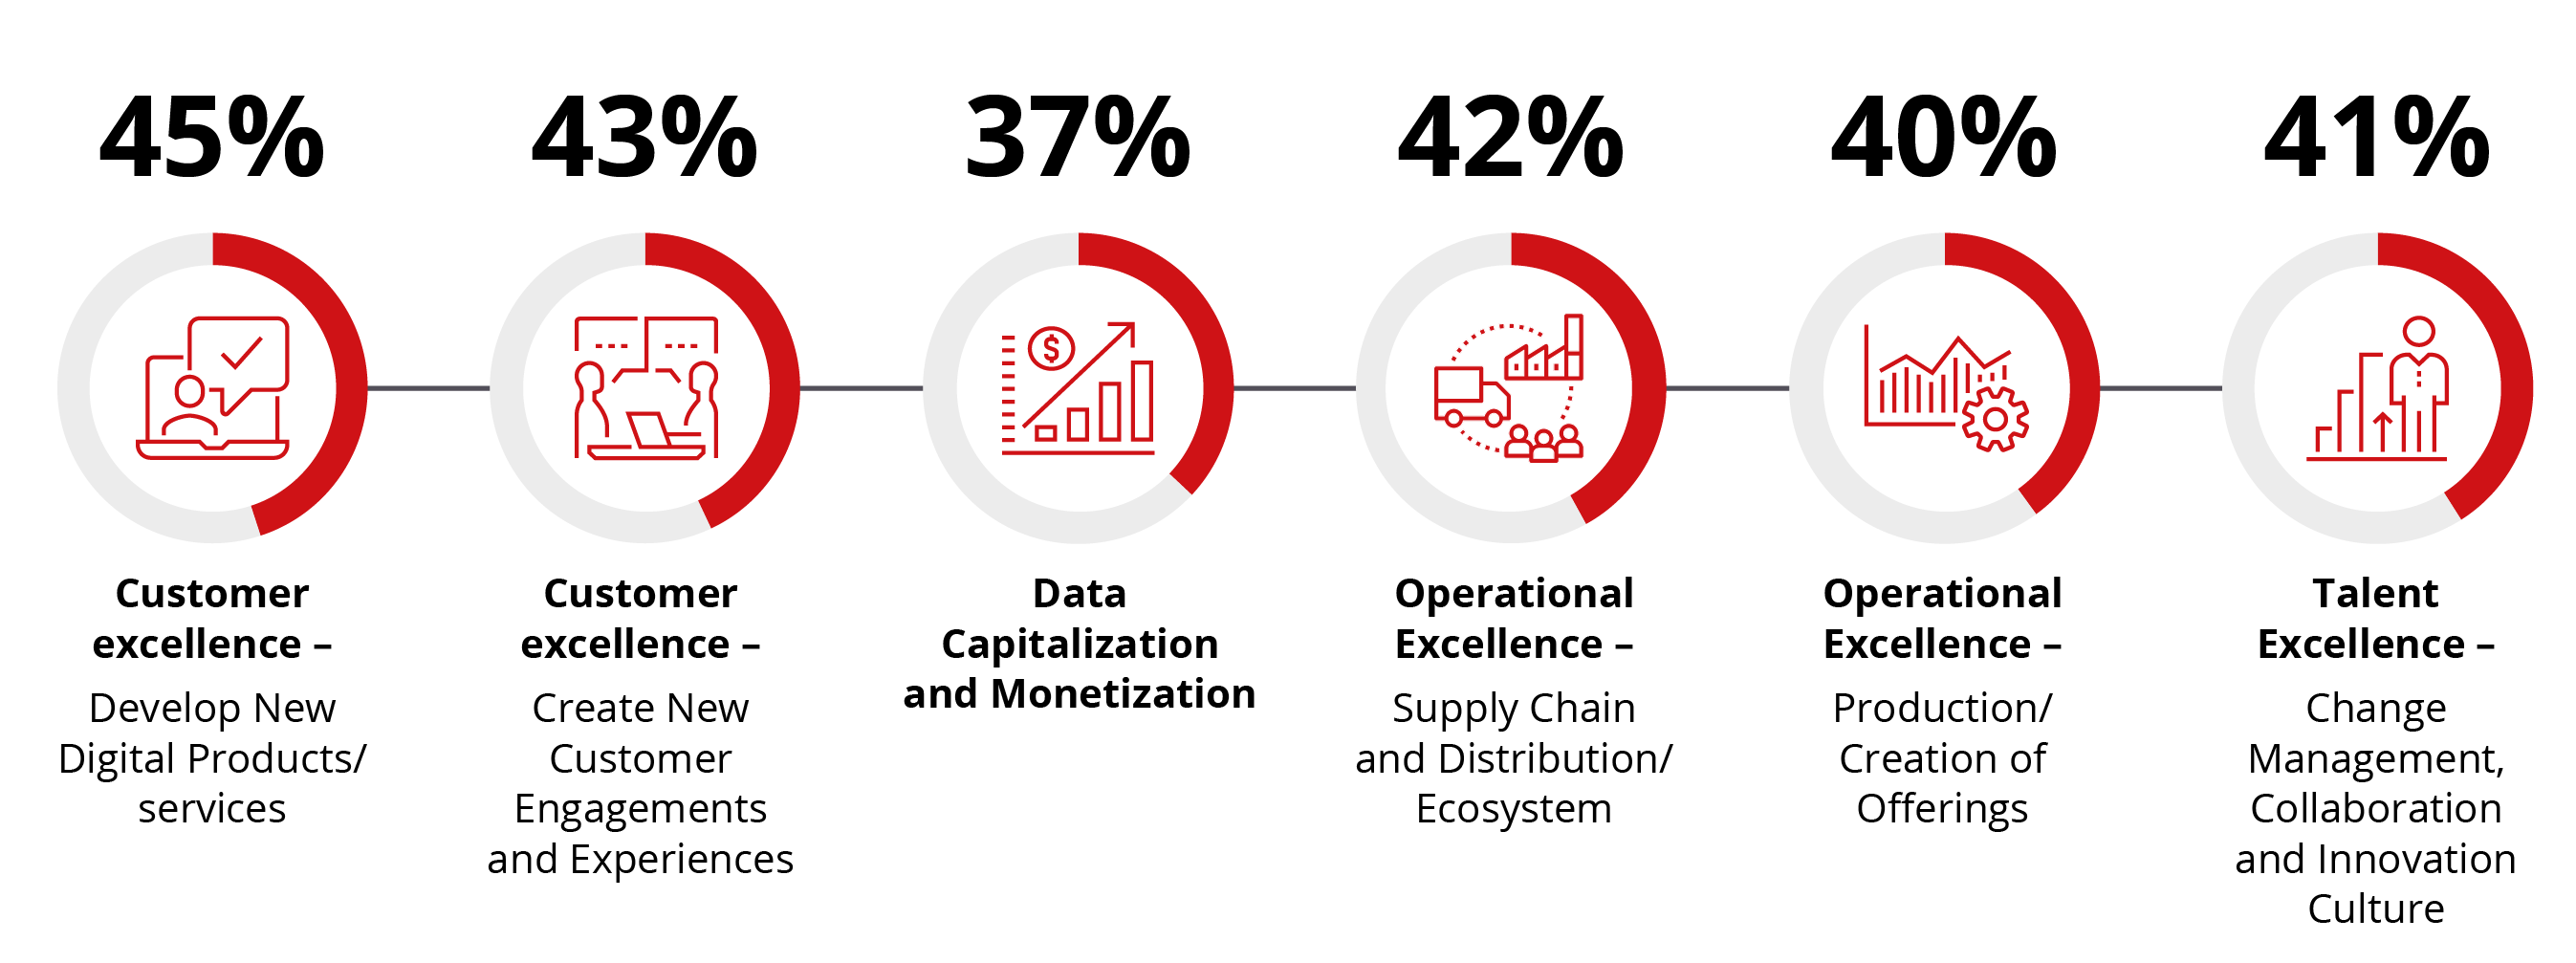 45%
43%
37%
42%
40%
41%
$
Customer
excellence –
Develop New
Digital Products/
services
Customer
excellence –
Create New
Customer
Engagements
and Experiences
Data
Capitalization
and Monetization
Operational
Excellence –
Supply Chain
and Distribution/
Ecosystem
Operational
Excellence –
Production/
Creation of
Offerings
Talent
Excellence –
Change
Management,
Collaboration
and Innovation
Culture